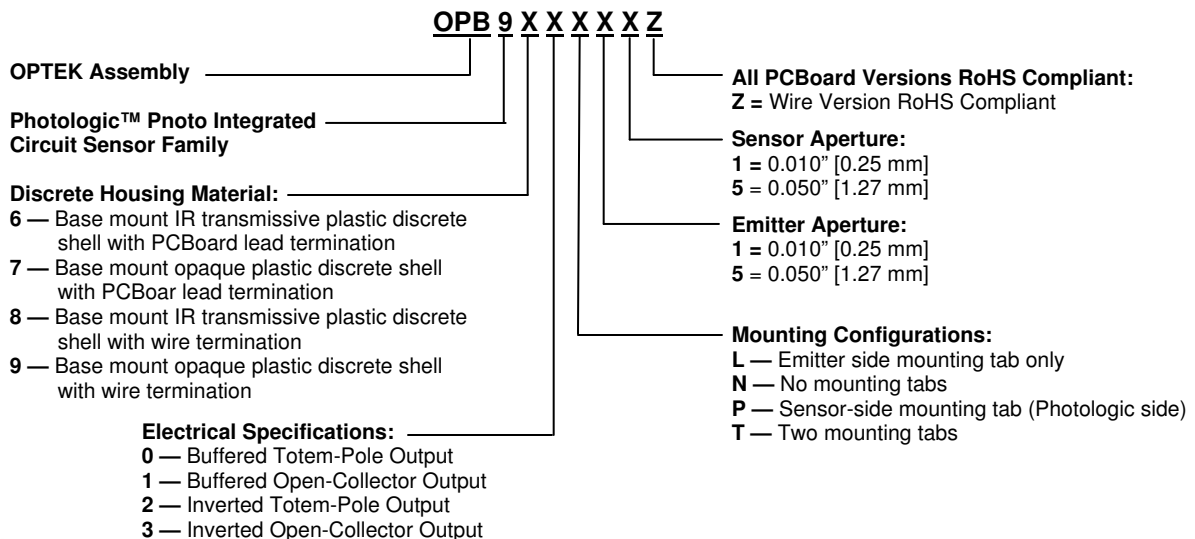 OPB 9 X X X X X Z
OPTEK Assembly
Photologic™ Pnoto Integrated
Circuit Sensor Family
Discrete Housing Material:
6 — Base mount IR transmissive plastic discrete
shell with PCBoard lead termination
7 — Base mount opaque plastic discrete shell
with PCBoar lead termination
8 — Base mount IR transmissive plastic discrete
shell with wire termination
9 — Base mount opaque plastic discrete shell
with wire termination
Electrical Specifications:
0 — Buffered Totem-Pole Output
1 — Buffered Open-Collector Output
2 — Inverted Totem-Pole Output
3 — Inverted Open-Collector Output
All PCBoard Versions RoHS Compliant:
Z = Wire Version RoHS Compliant
Sensor Aperture:
1 = 0.010” [0.25 mm]
5 = 0.050” [1.27 mm]
Emitter Aperture:
1 = 0.010” [0.25 mm]
5 = 0.050” [1.27 mm]
Mounting Configurations:
L — Emitter side mounting tab only
N — No mounting tabs
P — Sensor-side mounting tab (Photologic side)
T — Two mounting tabs